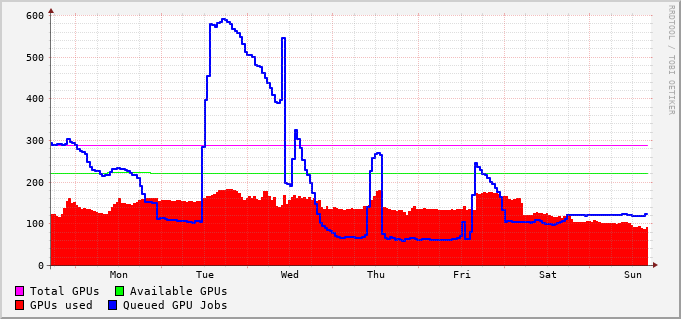 600
500
400
300
200
100
0
Mon Tue Wed Thu Fri Sat Sun
Total GPUs Available GPUs
GPUs used Queued GPU Jobs
RRDTOOL / TOBI OETIKER